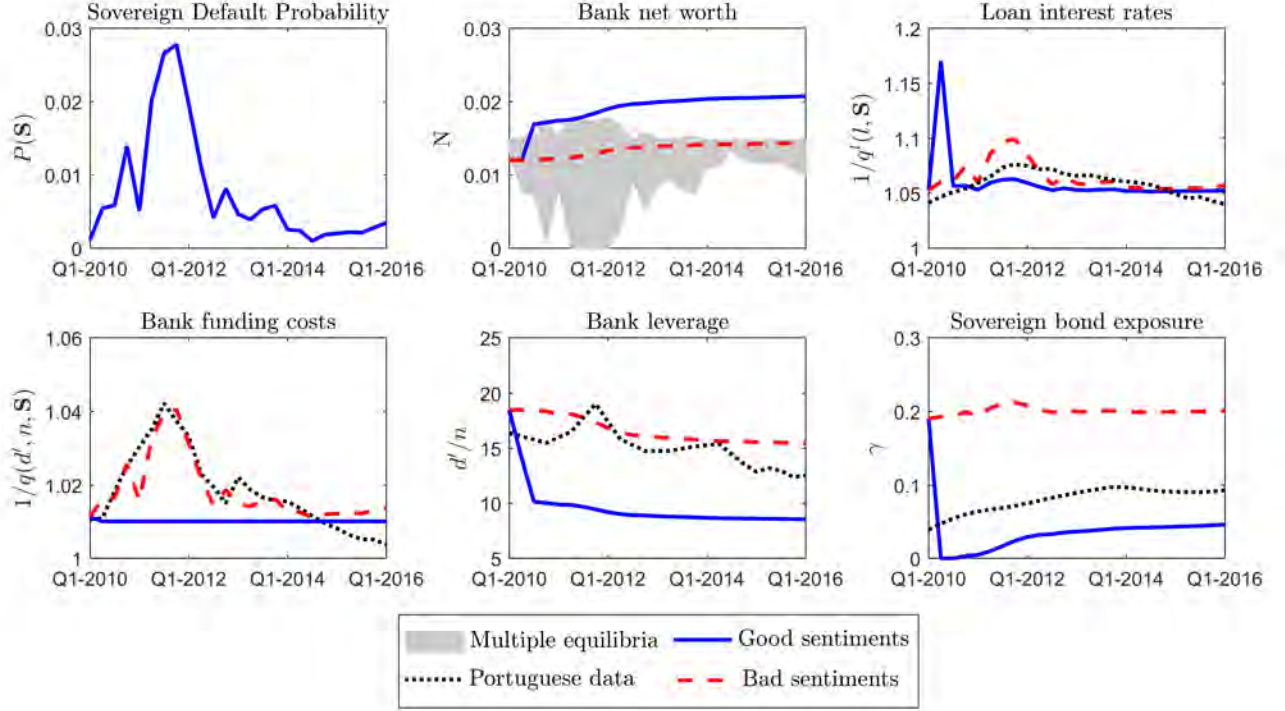 Sovereign Default Probability
0.03
0.02
0.01
0
P(S)
Q1-2010 Q1-2012 Q1-2014 Q1-2016
Bank net worth
0.03
0.02
0.01
0
N
Q1-2010 Q1-2012 Q1-2014 Q1-2016
Loan interest rates
1.2
1.15
1.1
1.05
1
1/q^l(l, S)
Q1-2010 Q1-2012 Q1-2014 Q1-2016
Bank funding costs
1.06
1.04
1.02
1
1/q(d′, n, S)
Q1-2010 Q1-2012 Q1-2014 Q1-2016
Bank leverage
25
20
15
10
5
d′/n
Q1-2010 Q1-2012 Q1-2014 Q1-2016
Sovereign bond exposure
0.3
0.2
0.1
0
γ
Q1-2010 Q1-2012 Q1-2014 Q1-2016
Multiple equilibria Good sentiments
Portuguese data Bad sentiments